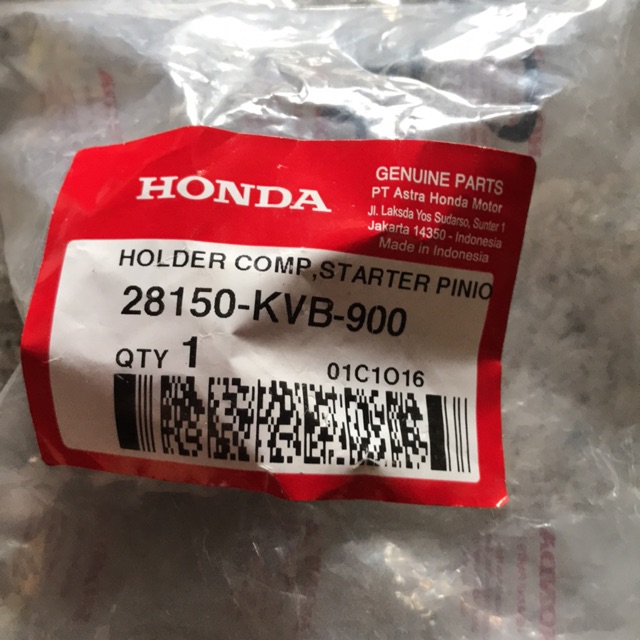 HONDA
GENUINE PARTS
PT Astra Honda Motor
Jl. Laksda Yos Sudarso, Sunter 1
Jakarta 14350 - Indonesia
Made in Indonesia
HOLDER COMP,STARTER PINIO
28150-KVB-900
QTY 1
01C1O16